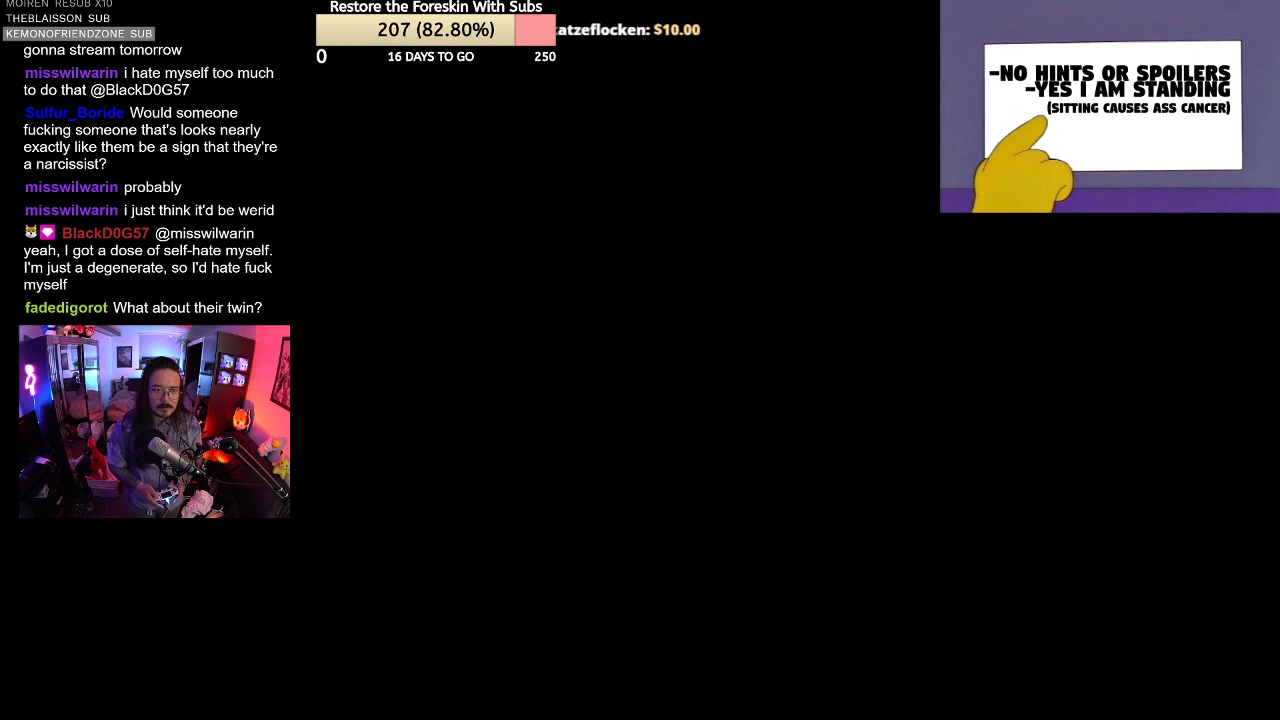 MOIREN RESUB X10
THEBLAISSON SUB
KEMONOFRIENDZONE SUB
gonna stream tomorrow
misswilwarin i hate myself too much
to do that @BlackD0G57
Sulfur_Boride Would someone
fucking someone that's looks nearly
exactly like them be a sign that they're
a narcissist?
misswilwarin probably
misswilwarin i just think it'd be werid
BlackD0G57 @misswilwarin
yeah, I got a dose of self-hate myself.
I'm just a degenerate, so I'd hate fuck
myself
fadedigorot What about their twin?
Restore the Foreskin With Subs
207 (82.80%)
0 16 DAYS TO GO 250
atzeflocken: $10.00
-NO HINTS OR SPOILERS
-YES I AM STANDING
(SITTING CAUSES ASS CANCER)